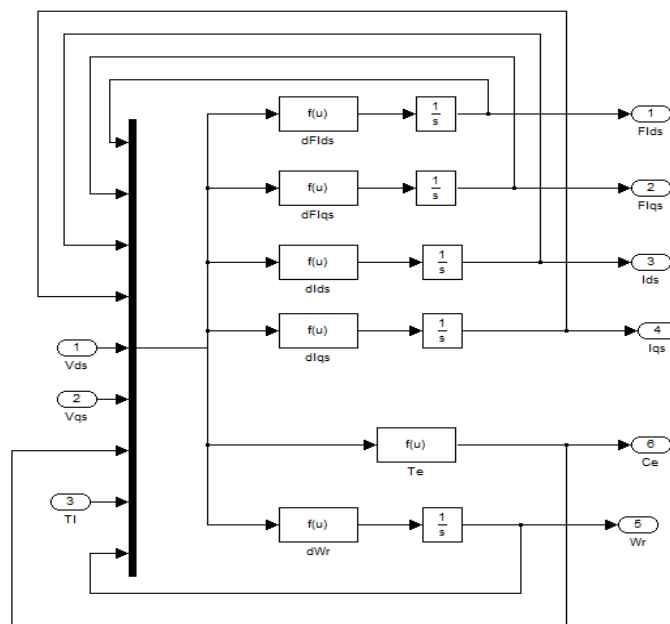 f(u)
1
s
1
dFIds
FIds
f(u)
1
s
2
dFIqs
FIqs
f(u)
1
s
3
dIds
Ids
f(u)
1
s
4
dIqs
Iqs
1
Vds
2
Vqs
f(u)
6
Te
Ce
3
Tl
f(u)
1
s
5
dWr
Wr